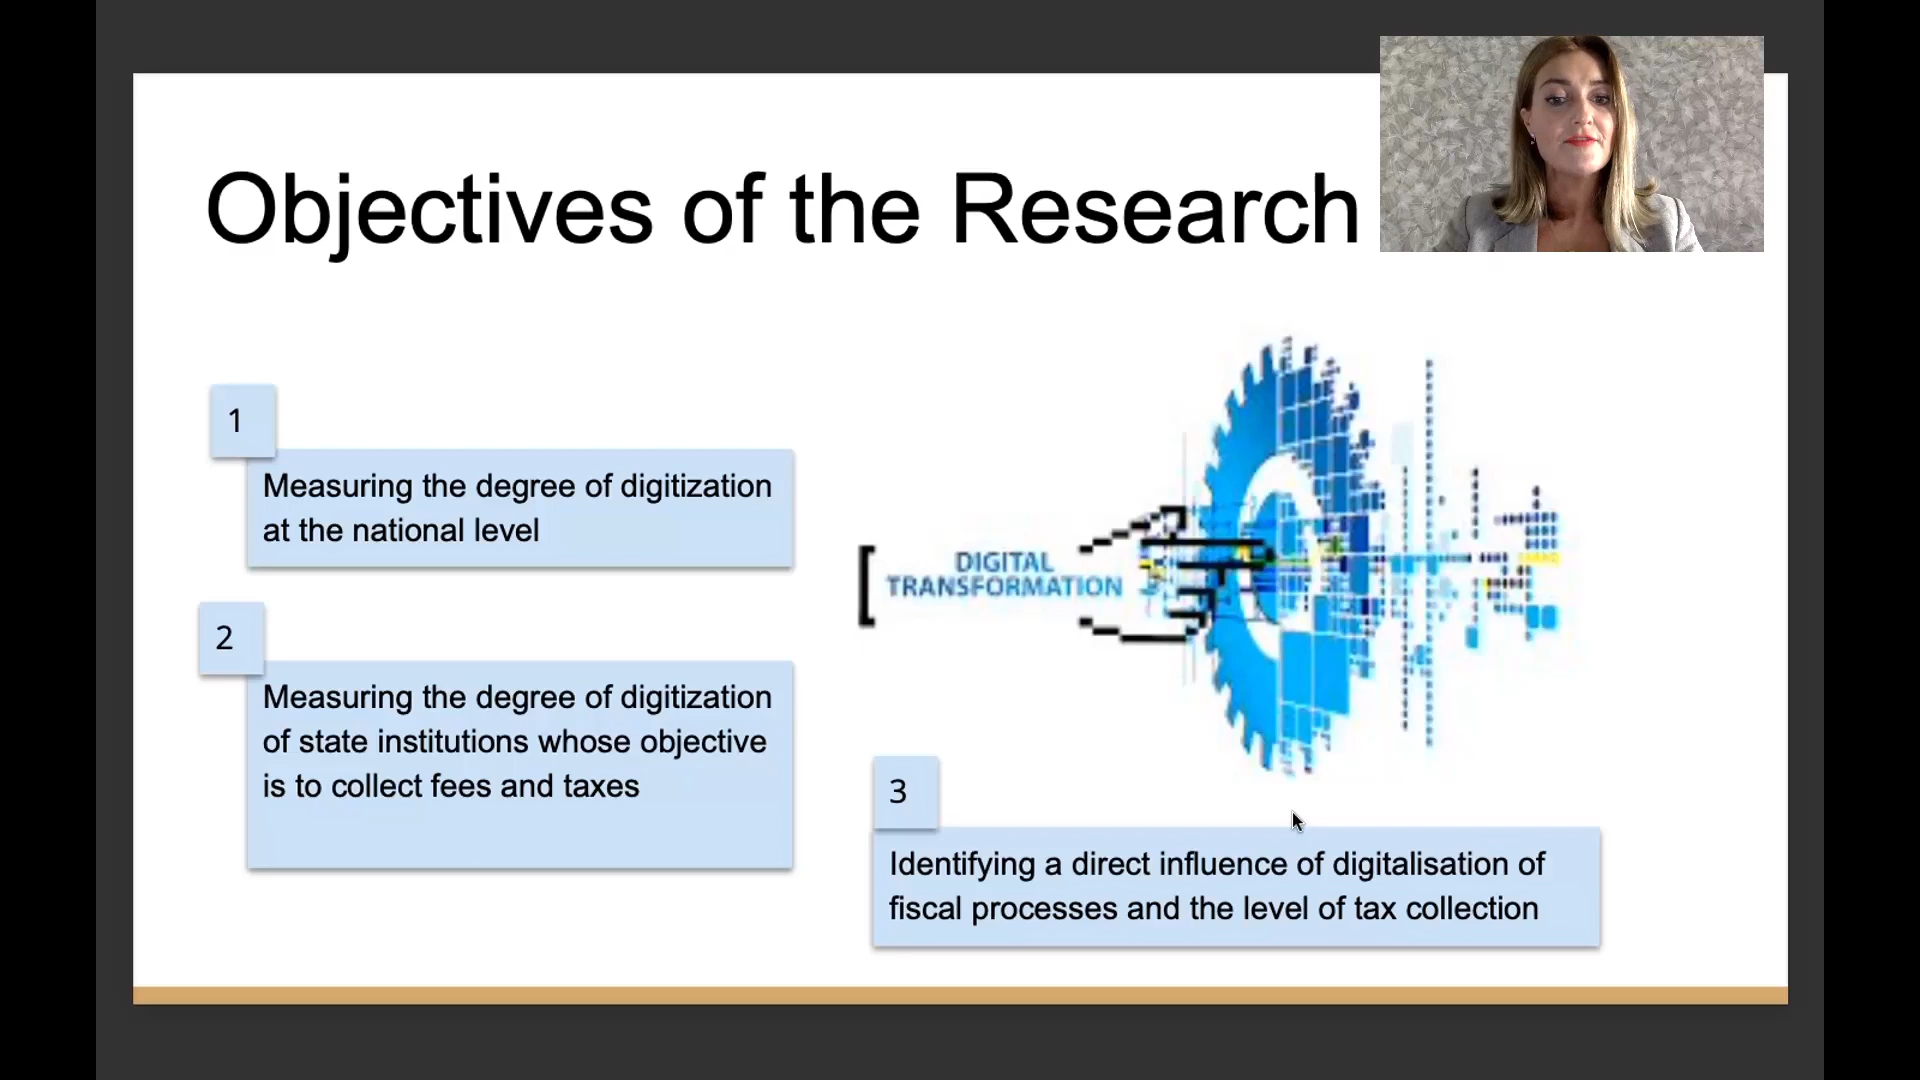 Objectives of the Research
1
Measuring the degree of digitization
at the national level
2
Measuring the degree of digitization
of state institutions whose objective
is to collect fees and taxes
DIGITAL
TRANSFORMATION
3
Identifying a direct influence of digitalisation of
fiscal processes and the level of tax collection